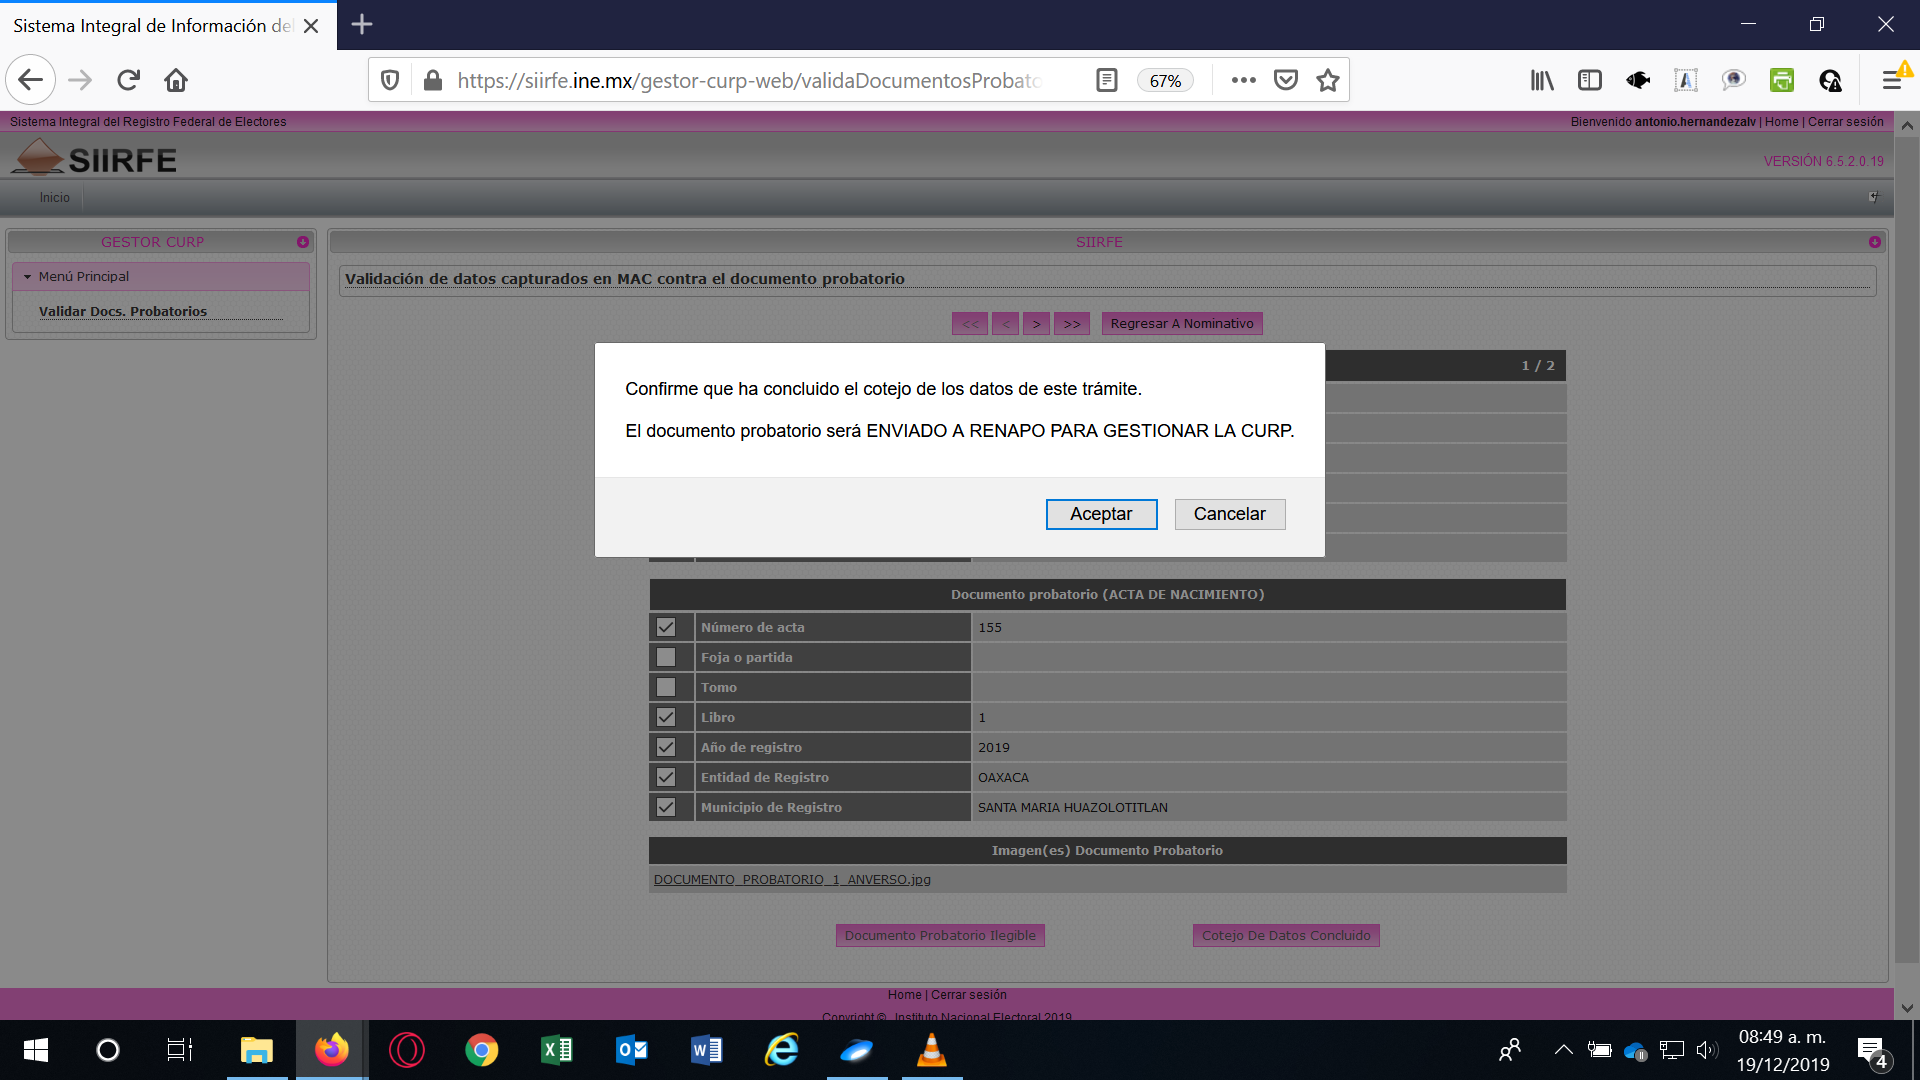 Sistema Integral de Información del
https://siirfe.ine.mx/gestor-curp-web/validaDocumentosProbato
67%
Sistema Integral del Registro Federal de Electores
Bienvenido antonio.hernandezalv | Home | Cerrar sesión
SIIRFE
VERSIÓN 6.5.2.0.19
Inicio
GESTOR CURP
SIIRFE
Menú Principal
Validar Docs. Probatorios
Validación de datos capturados en MAC contra el documento probatorio
<< < > >> Regresar A Nominativo
1 / 2
Confirme que ha concluido el cotejo de los datos de este trámite.
El documento probatorio será ENVIADO A RENAPO PARA GESTIONAR LA CURP.
Aceptar Cancelar
Documento probatorio (ACTA DE NACIMIENTO)
Número de acta 155
Foja o partida
Tomo
Libro 1
Año de registro 2019
Entidad de Registro OAXACA
Municipio de Registro SANTA MARIA HUAZOLOTITLAN
Imagen(es) Documento Probatorio
DOCUMENTO_PROBATORIO_1_ANVERSO.jpg
Documento Probatorio Ilegible Cotejo De Datos Concluido
Home | Cerrar sesión
Copyright © Instituto Nacional Electoral 2019
08:49 a. m.
19/12/2019
4